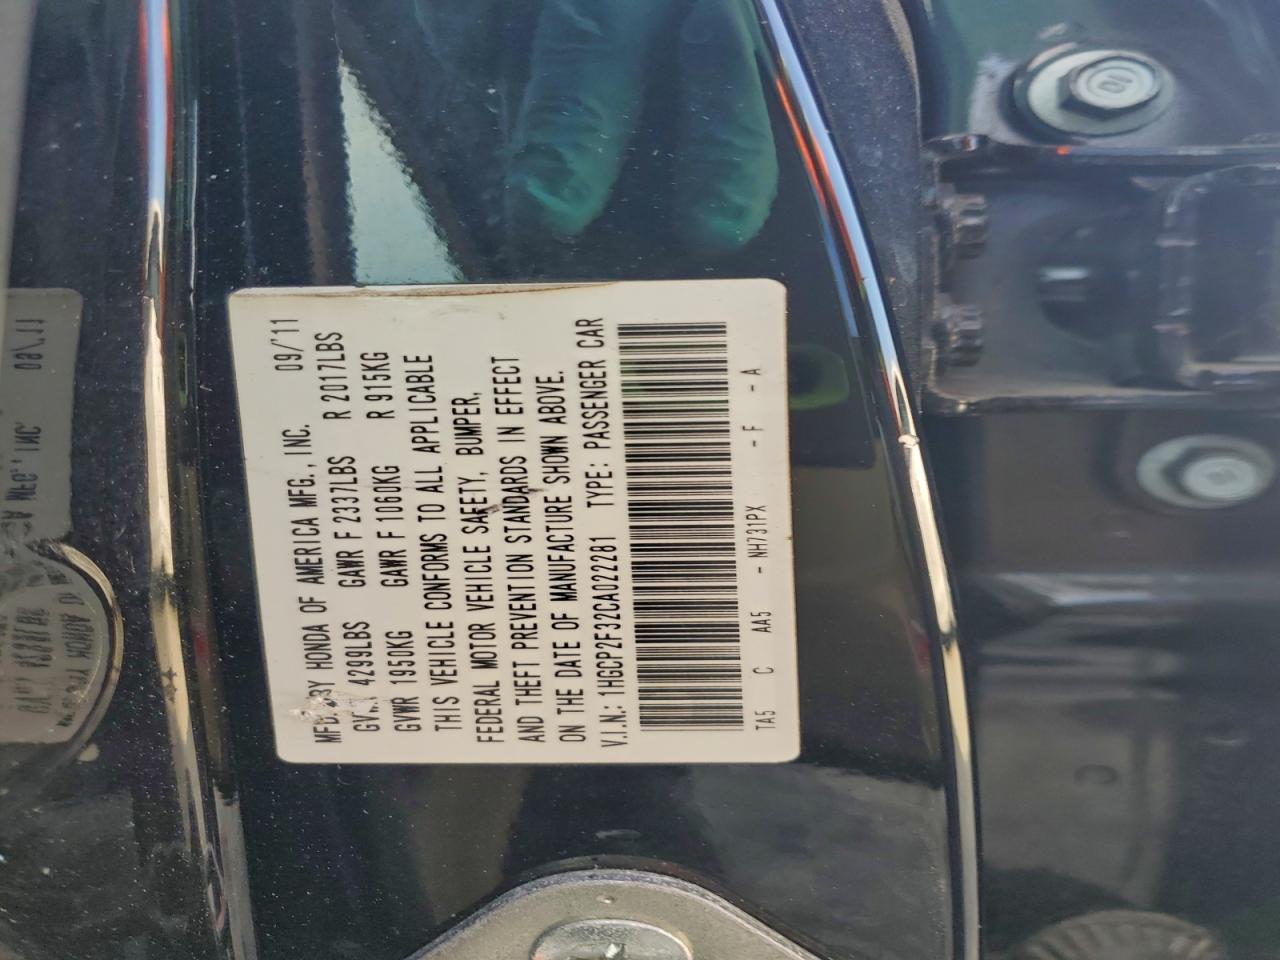 MFD. BY HONDA OF AMERICA MFG., INC. 09/'11
4299LBS GAWR F 2337LBS R 2017LBS
GVWR 1950KG GAWR F 1060KG R 915KG
THIS VEHICLE CONFORMS TO ALL APPLICABLE
FEDERAL MOTOR VEHICLE SAFETY, BUMPER,
AND THEFT PREVENTION STANDARDS IN EFFECT
ON THE DATE OF MANUFACTURE SHOWN ABOVE.
V.I.N.: 1HGCP2F32CA022281 TYPE: PASSENGER CAR
TA5 C AA5 - NH731PX - F - A